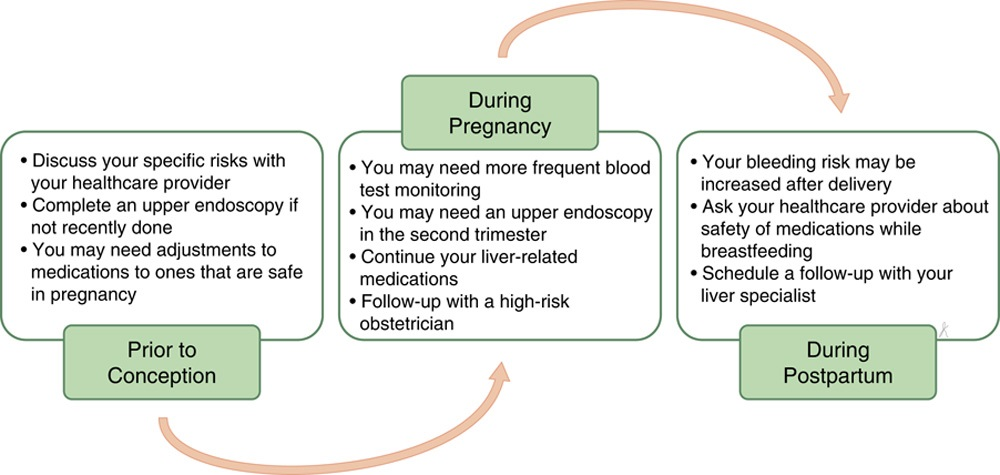 • Discuss your specific risks with
your healthcare provider
• Complete an upper endoscopy if
not recently done
• You may need adjustments to
medications to ones that are safe
in pregnancy
Prior to
Conception
During
Pregnancy
• You may need more frequent blood
test monitoring
• You may need an upper endoscopy
in the second trimester
• Continue your liver-related
medications
• Follow-up with a high-risk
obstetrician
• Your bleeding risk may be
increased after delivery
• Ask your healthcare provider about
safety of medications while
breastfeeding
• Schedule a follow-up with your
liver specialist
During
Postpartum